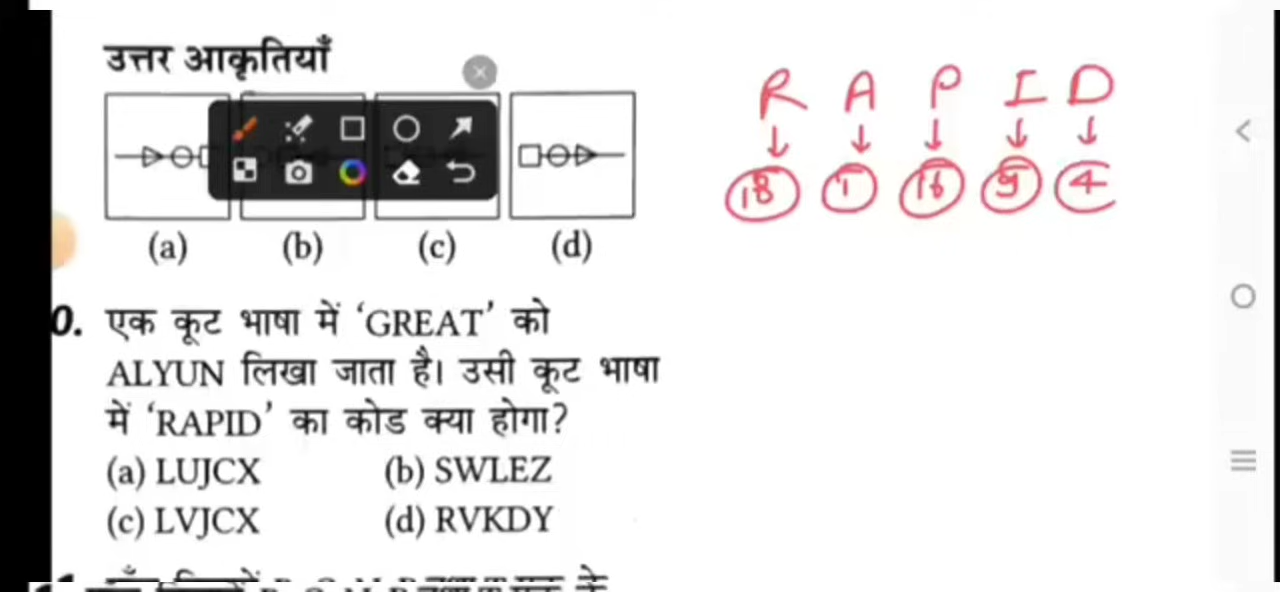 उत्तर आकृतियाँ
R A P I D
18 1 16 9 4
(a) (b) (c) (d)
0. एक कूट भाषा में ‘GREAT’ को
ALYUN लिखा जाता है। उसी कूट भाषा
में ‘RAPID’ का कोड क्या होगा?
(a) LUJCX (b) SWLEZ
(c) LVJCX (d) RVKDY